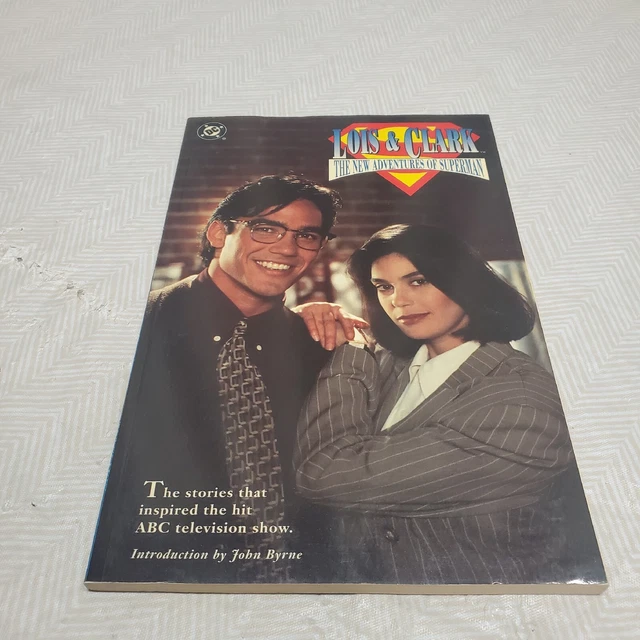 DC
LOIS & CLARK
THE NEW ADVENTURES OF SUPERMAN
The stories that
inspired the hit
ABC television show.
Introduction by John Byrne